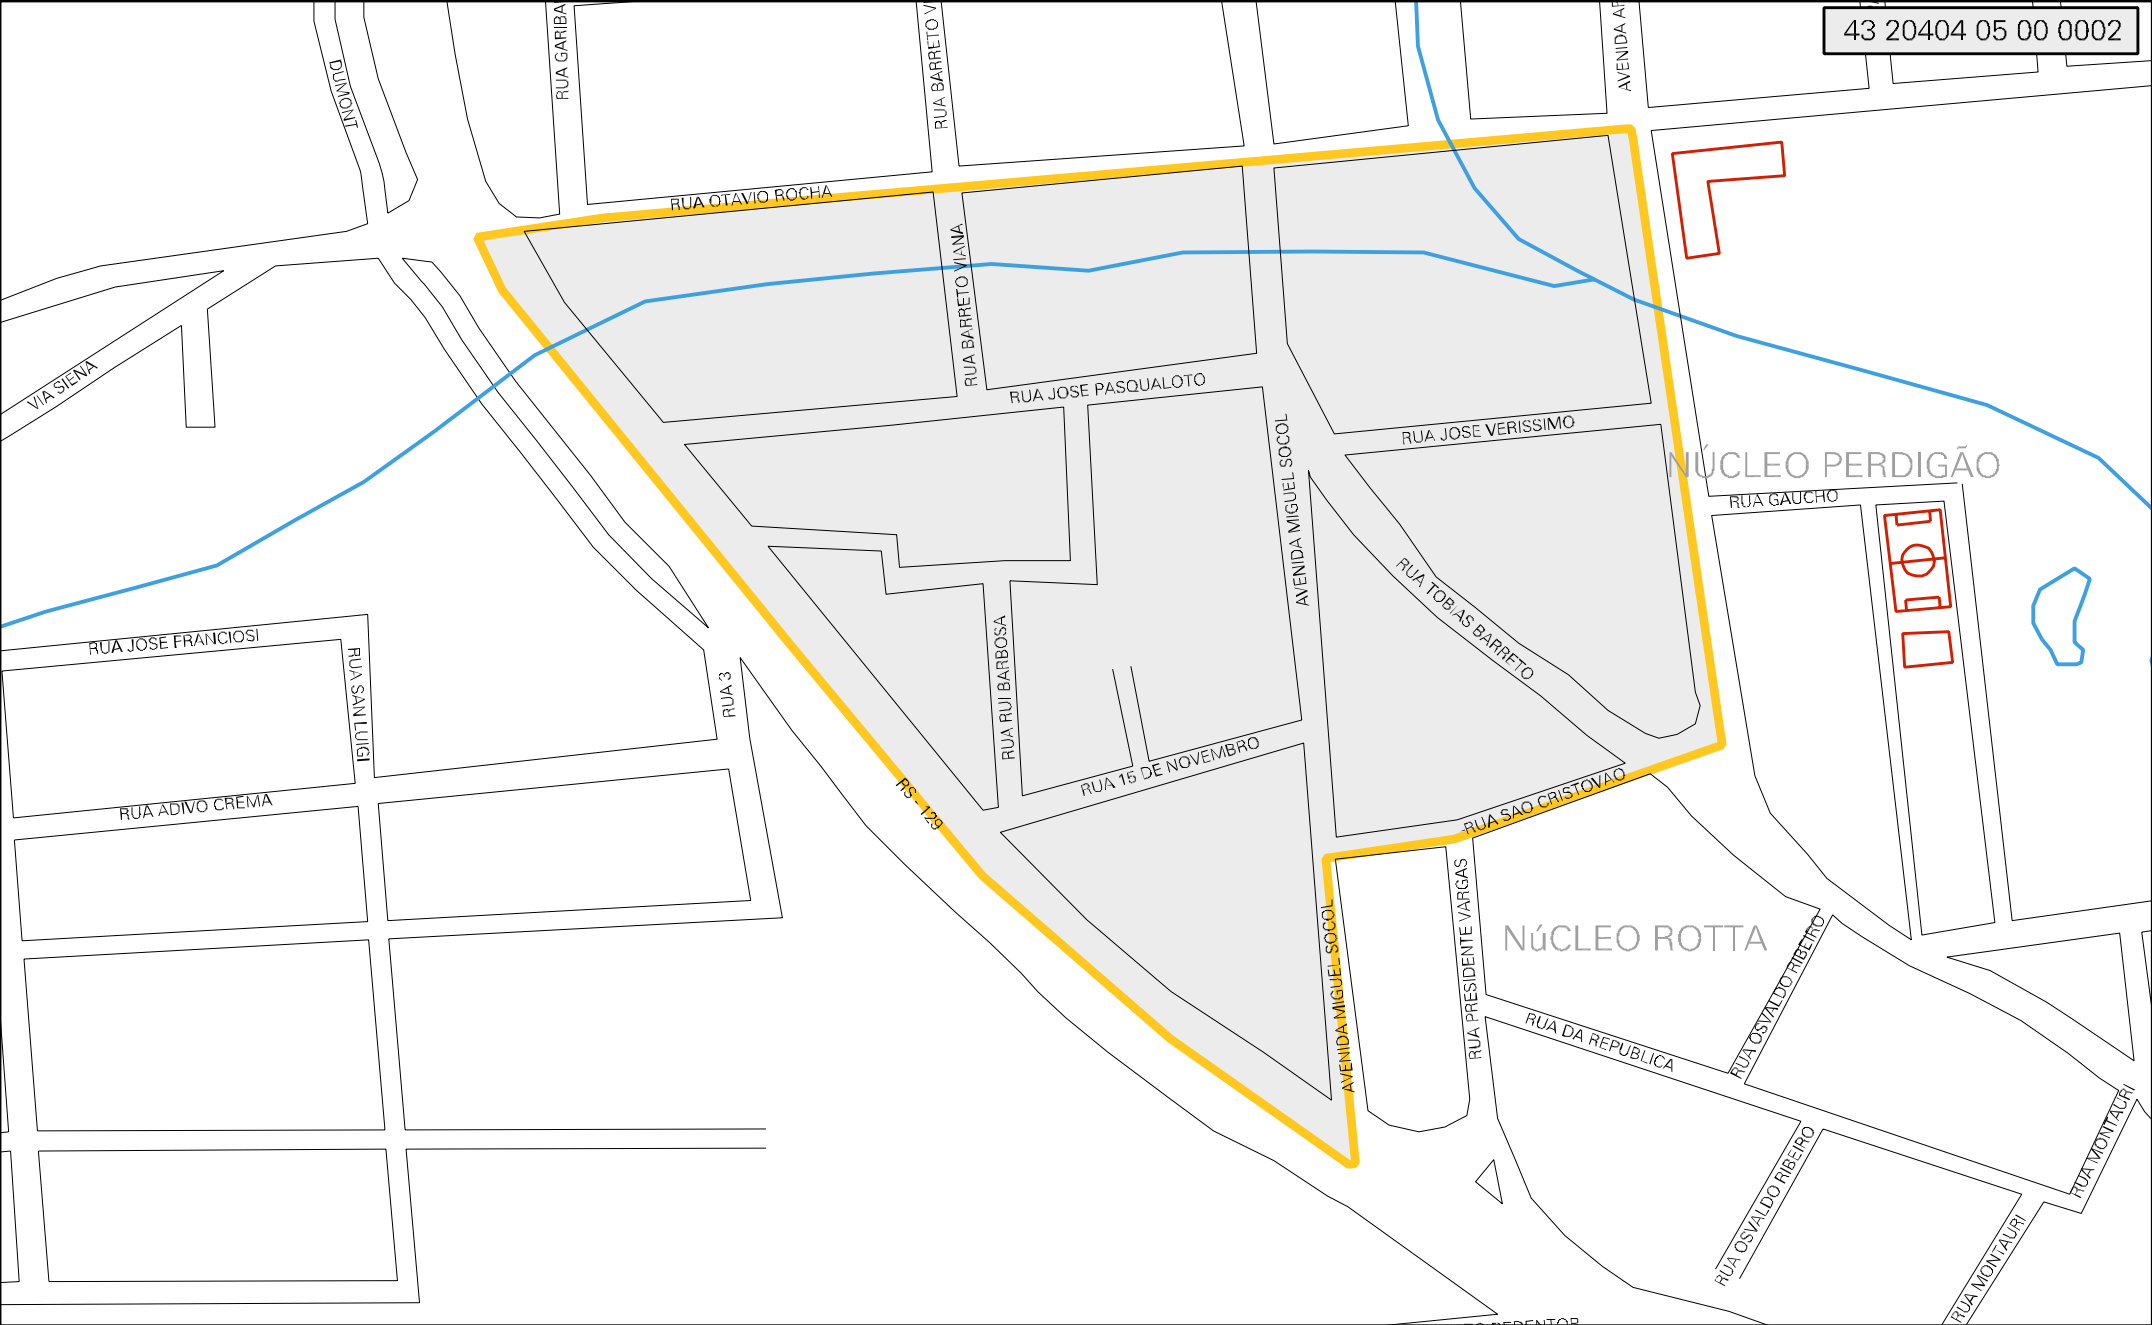 43 20404 05 00 0002
DUMONT
RUA OTAVIO ROCHA
RUA BARRETO VIANA
VIA SIENA
RUA JOSE PASQUALOTO
RUA JOSE VERISSIMO
AVENIDA MIGUEL SOCOL
NÚCLEO PERDIGÃO
RUA GAUCHO
RUA TOBIAS BARRETO
RUA JOSE FRANCIOSI
RUA SAN LUIGI
RUA 3
RUA RUI BARBOSA
RUA 15 DE NOVEMBRO
RUA ADIVO CREMA
RS - 129
RUA SAO CRISTOVAO
AVENIDA MIGUEL SOCOL
RUA PRESIDENTE VARGAS
NúCLEO ROTTA
RUA OSVALDO RIBEIRO
RUA DA REPUBLICA
RUA OSVALDO RIBEIRO
RUA MONTAURI
RUA MONTAURI
RUA BARRETO V
RUA GARIBA
AVENIDA